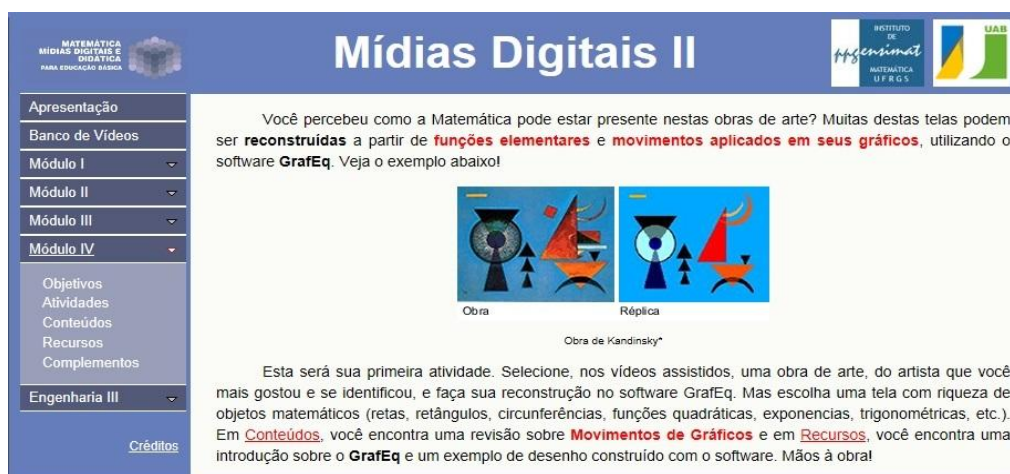 MATEMÁTICA
MÍDIAS DIGITAIS E
DIDÁTICA
PARA EDUCAÇÃO BÁSICA
Mídias Digitais II
INSTITUTO
DE
ppgensimat
MATEMÁTICA
UFRGS
UAB
Apresentação
Banco de Vídeos
Módulo I
Módulo II
Módulo III
Módulo IV
Objetivos
Atividades
Conteúdos
Recursos
Complementos
Engenharia III
Créditos
Você percebeu como a Matemática pode estar presente nestas obras de arte? Muitas destas telas podem
ser reconstruídas a partir de funções elementares e movimentos aplicados em seus gráficos, utilizando o
software GrafEq. Veja o exemplo abaixo!
Obra Réplica
Obra de Kandinsky*
Esta será sua primeira atividade. Selecione, nos vídeos assistidos, uma obra de arte, do artista que você
mais gostou e se identificou, e faça sua reconstrução no software GrafEq. Mas escolha uma tela com riqueza de
objetos matemáticos (retas, retângulos, circunferências, funções quadráticas, exponencias, trigonométricas, etc.).
Em Conteúdos, você encontra uma revisão sobre Movimentos de Gráficos e em Recursos, você encontra uma
introdução sobre o GrafEq e um exemplo de desenho construído com o software. Mãos à obra!